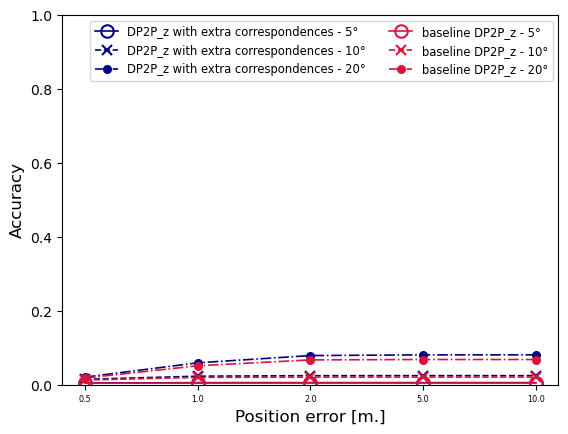 1.0
0.8
0.6
0.4
0.2
0.0
Accuracy
DP2P_z with extra correspondences - 5°
DP2P_z with extra correspondences - 10°
DP2P_z with extra correspondences - 20°
baseline DP2P_z - 5°
baseline DP2P_z - 10°
baseline DP2P_z - 20°
0.5 1.0 2.0 5.0 10.0
Position error [m.]